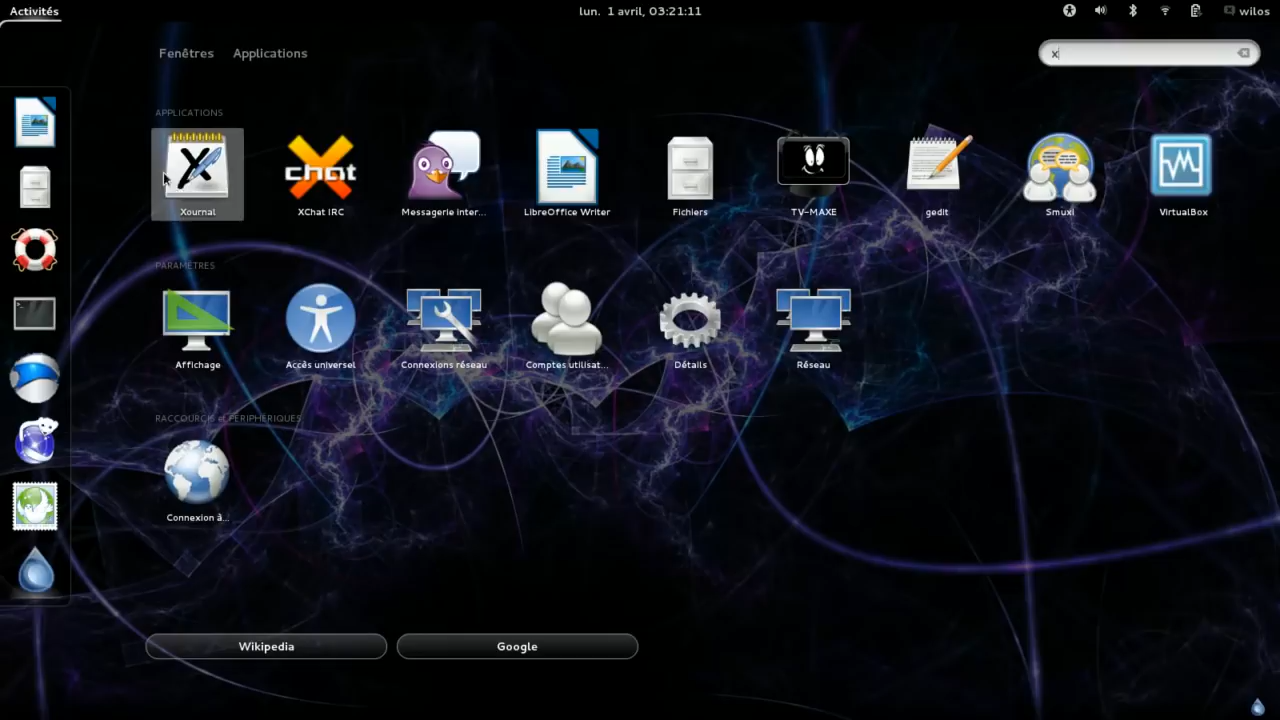 Activités
lun. 1 avril, 03:21:11
wilos
Fenêtres
Applications
x
APPLICATIONS
chat
Xournal
XChat IRC
Messagerie inter...
LibreOffice Writer
Fichiers
TV-MAXE
gedit
Smuxi
VirtualBox
PARAMÈTRES
Affichage
Accès universel
Connexions réseau
Comptes utilisat...
Détails
Réseau
RACCOURCIS et PÉRIPHÉRIQUES
Connexion à...
Wikipedia
Google